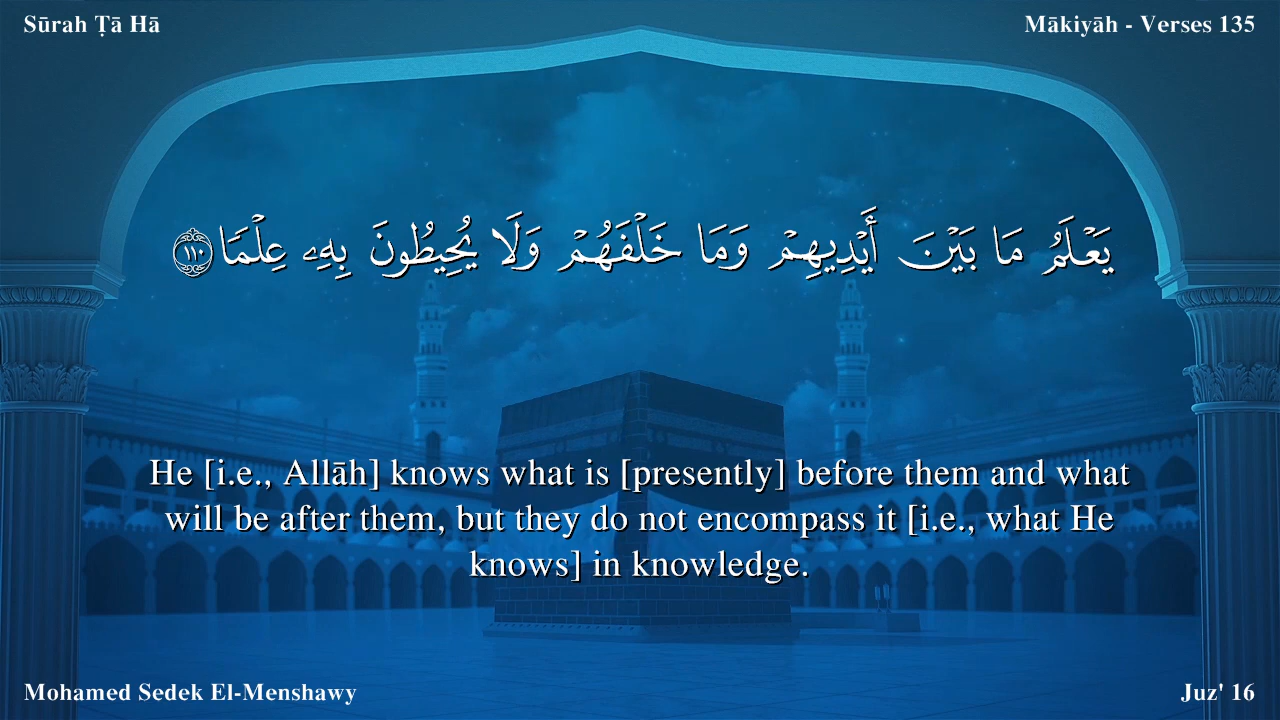 Sūrah Ṭā Hā
Mākiyāh - Verses 135
يَعْلَمُ مَا بَيْنَ أَيْدِيهِمْ وَمَا خَلْفَهُمْ وَلَا يُحِيطُونَ بِهِۦ عِلْمًا ١١٠
He [i.e., Allāh] knows what is [presently] before them and what
will be after them, but they do not encompass it [i.e., what He
knows] in knowledge.
Mohamed Sedek El-Menshawy
Juz' 16